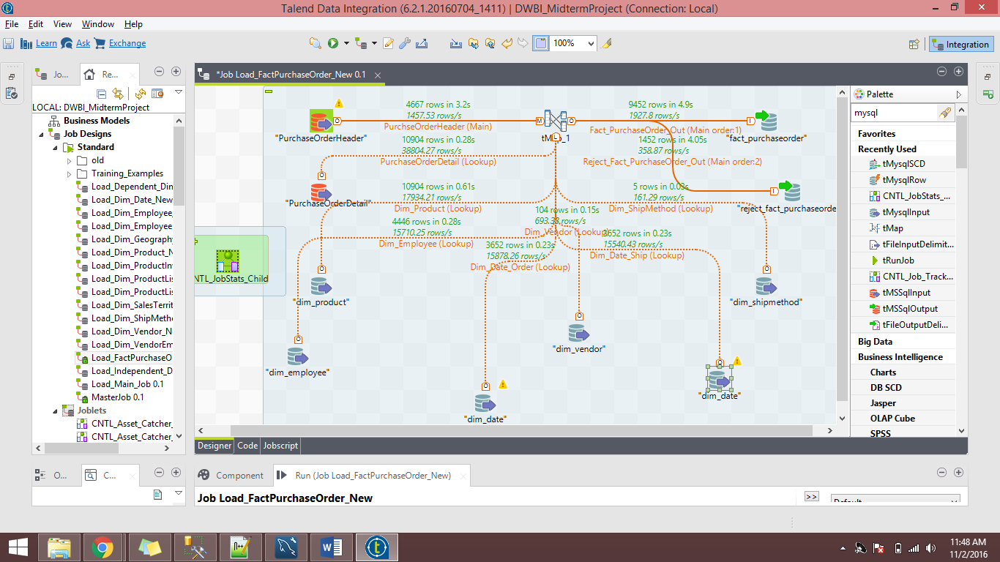 Talend Data Integration (6.2.1.20160704_1411) | DWBI_MidtermProject (Connection: Local)
File Edit View Window Help
Learn Ask Exchange
100%
Integration
Jo...
Re...
LOCAL: DWBI_MidtermProject
Business Models
Job Designs
Standard
old
Training_Examples
Load_Dependent_Dim
Load_Dim_Date_New
Load_Dim_Employee_
Load_Dim_Employee
Load_Dim_Geography
Load_Dim_Product_N
Load_Dim_ProductIn
Load_Dim_ProductLis
Load_Dim_ProductLis
Load_Dim_SalesTerrit
Load_Dim_ShipMetho
Load_Dim_Vendor_N
Load_Dim_VendorEm
Load_FactPurchaseO
Load_Independent_D
Load_Main_Job 0.1
MasterJob 0.1
Joblets
CNTL_Asset_Catcher_
CNTL_Asset_Catcher_
*Job Load_FactPurchaseOrder_New 0.1
4667 rows in 3.2s
1457.53 rows/s
PurchseOrderHeader (Main)
"PurchaseOrderHeader"
M
9452 rows in 4.9s
1927.8 rows/s
Fact_PurchaseOrder_Out (Main order:1)
"fact_purchaseorder"
10904 rows in 0.28s
38804.27 rows/s
PurchaseOrderDetail (Lookup)
1452 rows in 4.05s
358.87 rows/s
Reject_Fact_PurchaseOrder_Out (Main order:2)
"PurchaseOrderDetail"
10904 rows in 0.61s
17934.21 rows/s
Dim_Product (Lookup)
5 rows in 0.03s
161.29 rows/s
Dim_ShipMethod (Lookup)
"reject_fact_purchaseorde
4446 rows in 0.28s
15710.25 rows/s
Dim_Employee (Lookup)
104 rows in 0.15s
693.33 rows/s
Dim_Vendor (Lookup)
3652 rows in 0.23s
15540.43 rows/s
Dim_Date_Ship (Lookup)
3652 rows in 0.23s
15878.26 rows/s
Dim_Date_Order (Lookup)
NTL_JobStats_Child
"dim_product"
"dim_shipmethod"
"dim_vendor"
"dim_employee"
"dim_date"
"dim_date"
Designer Code Jobscript
Palette
mysql
Favorites
Recently Used
tMysqlSCD
tMysqlRow
CNTL_JobStats_...
tMysqlInput
tMap
tFileInputDelimit...
tRunJob
CNTL_Job_Track...
tMSSqlInput
tMSSqlOutput
tFileOutputDeli...
Big Data
Business Intelligence
Charts
DB SCD
Jasper
OLAP Cube
SPSS
O...
C...
Component
Run (Job Load_FactPurchaseOrder_New)
Job Load_FactPurchaseOrder_New
>>
Default
11:48 AM
11/2/2016